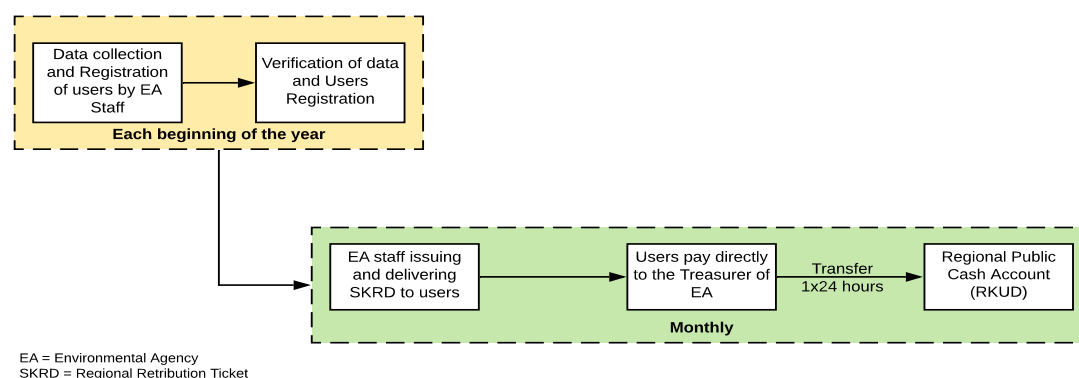 Data collection
and Registration
of users by EA
Staff
Verification of data
and Users
Registration
Each beginning of the year
EA staff issuing
and delivering
SKRD to users
Users pay directly
to the Treasurer of
EA
Transfer
1x24 hours
Regional Public
Cash Account
(RKUD)
Monthly
EA = Environmental Agency
SKRD = Regional Retribution Ticket